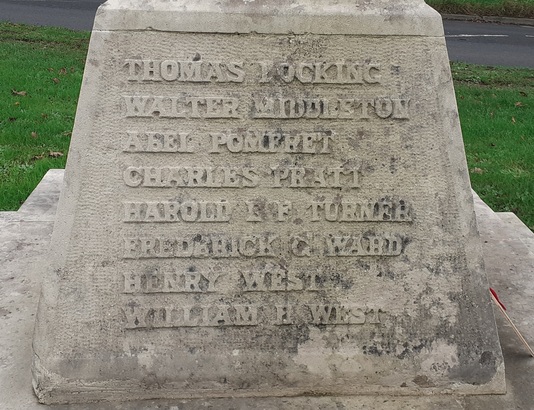 THOMAS LOCKING
WALTER MIDDLETON
ABEL POMFRET
CHARLES PRATT
HAROLD F. F. TURNER
FREDERICK C. WARD
HENRY WEST
WILLIAM H. WEST